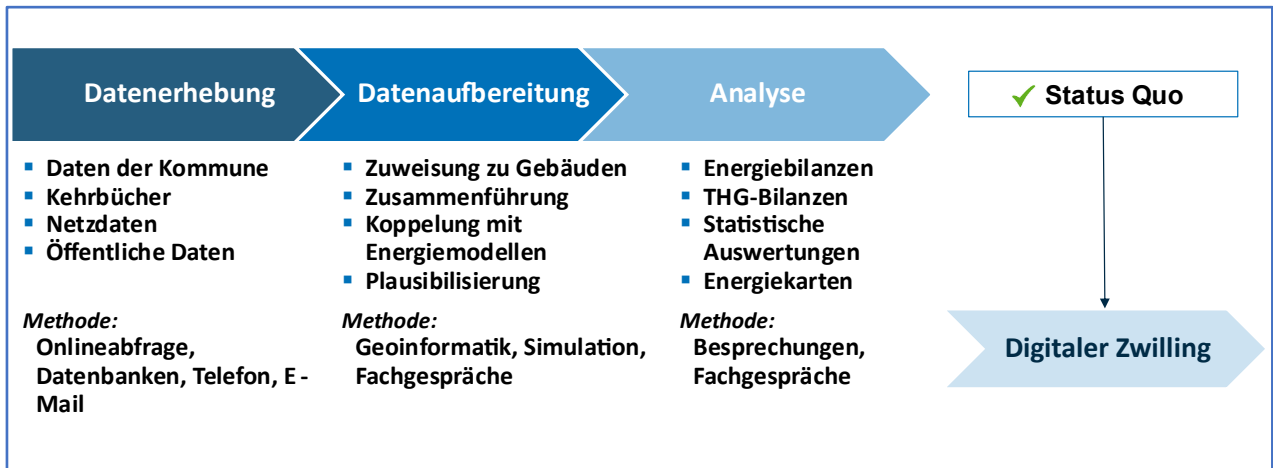 Datenerhebung
Daten der Kommune
Kehrbücher
Netzdaten
Öffentliche Daten
Methode:
Onlineabfrage,
Datenbanken, Telefon, E -
Mail
Datenaufbereitung
Zuweisung zu Gebäuden
Zusammenführung
Koppelung mit
Energiemodellen
Plausibilisierung
Methode:
Geoinformatik, Simulation,
Fachgespräche
Analyse
Energiebilanzen
THG-Bilanzen
Statistische
Auswertungen
Energiekarten
Methode:
Besprechungen,
Fachgespräche
Status Quo
Digitaler Zwilling